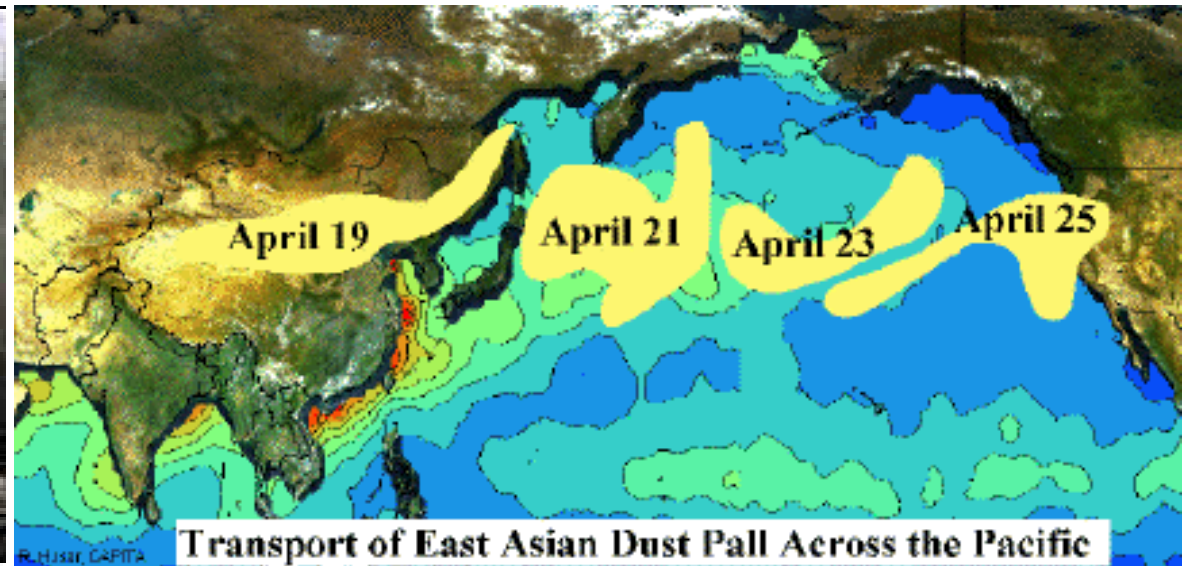 April 19
April 21
April 23
April 25
R. Husar, CAPITA
Transport of East Asian Dust Pall Across the Pacific